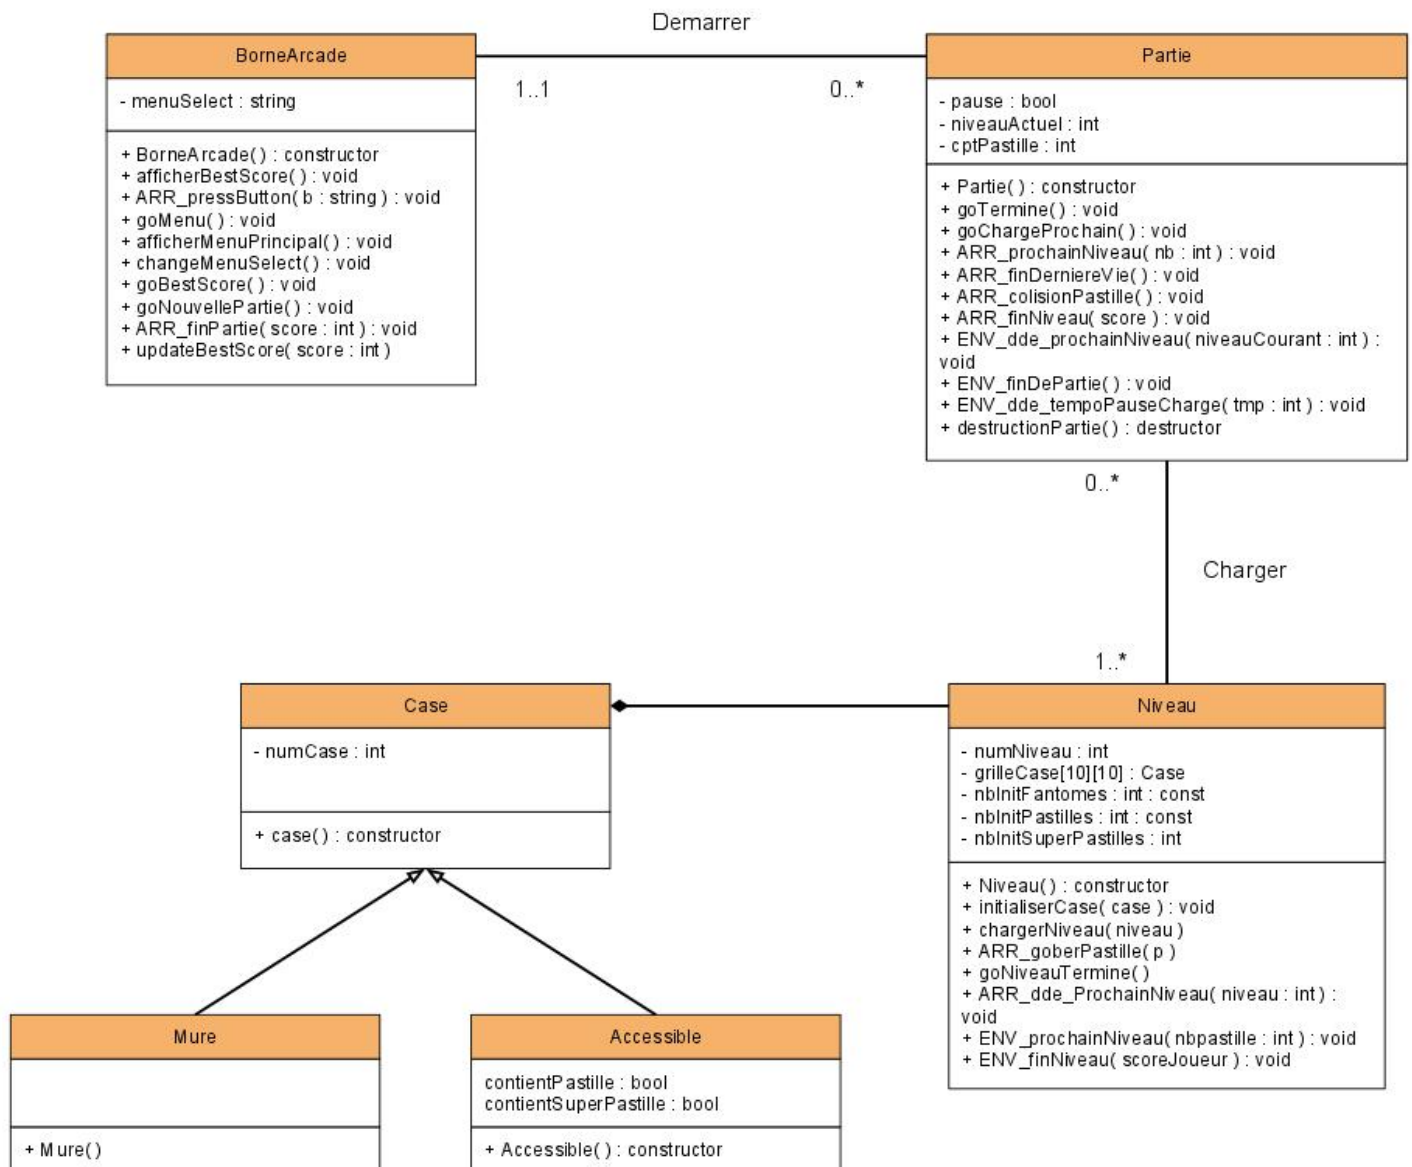 Demarrer
BorneArcade
- menuSelect : string
+ BorneArcade( ) : constructor
+ afficherBestScore( ) : void
+ ARR_pressButton( b : string ) : void
+ goMenu( ) : void
+ afficherMenuPrincipal( ) : void
+ changeMenuSelect( ) : void
+ goBestScore( ) : void
+ goNouvellePartie( ) : void
+ ARR_finPartie( score : int ) : void
+ updateBestScore( score : int )
1..1
0..*
Partie
- pause : bool
- niveauActuel : int
- cptPastille : int
+ Partie( ) : constructor
+ goTermine( ) : void
+ goChargeProchain( ) : void
+ ARR_prochainNiveau( nb : int ) : void
+ ARR_finDerniereVie( ) : void
+ ARR_colisionPastille( ) : void
+ ARR_finNiveau( score ) : void
+ ENV_dde_prochainNiveau( niveauCourant : int ) :
void
+ ENV_finDePartie( ) : void
+ ENV_dde_tempoPauseCharge( tmp : int ) : void
+ destructionPartie( ) : destructor
0..*
Charger
1..*
Case
- numCase : int
+ case( ) : constructor
Niveau
- numNiveau : int
- grilleCase[10][10] : Case
- nbInitFantomes : int : const
- nbInitPastilles : int : const
- nbInitSuperPastilles : int
+ Niveau( ) : constructor
+ initialiserCase( case ) : void
+ chargerNiveau( niveau )
+ ARR_goberPastille( p )
+ goNiveauTermine( )
+ ARR_dde_ProchainNiveau( niveau : int ) :
void
+ ENV_prochainNiveau( nbpastille : int ) : void
+ ENV_finNiveau( scoreJoueur ) : void
Mure
+ Mure( )
Accessible
contientPastille : bool
contientSuperPastille : bool
+ Accessible( ) : constructor